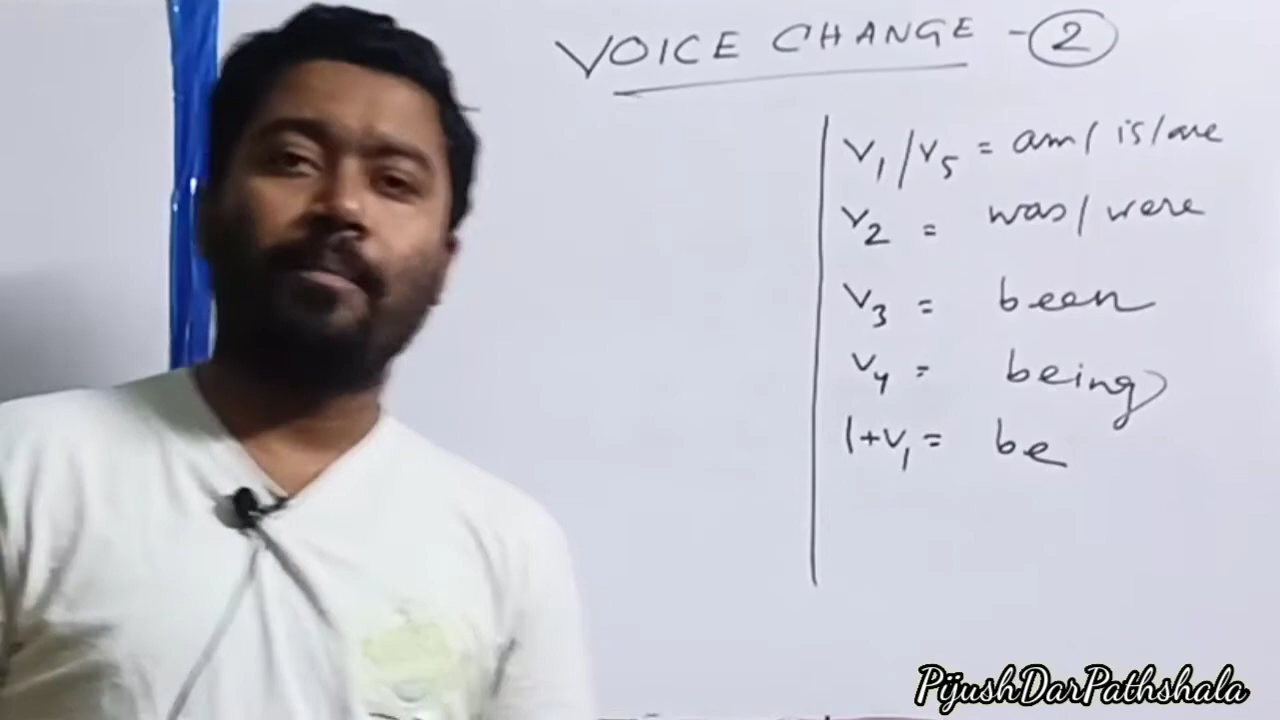 VOICE CHANGE - 2
V1/V5 = am/is/are
V2 = was/were
V3 = been
V4 = being
1+V1 = be
PijushDarPathshala